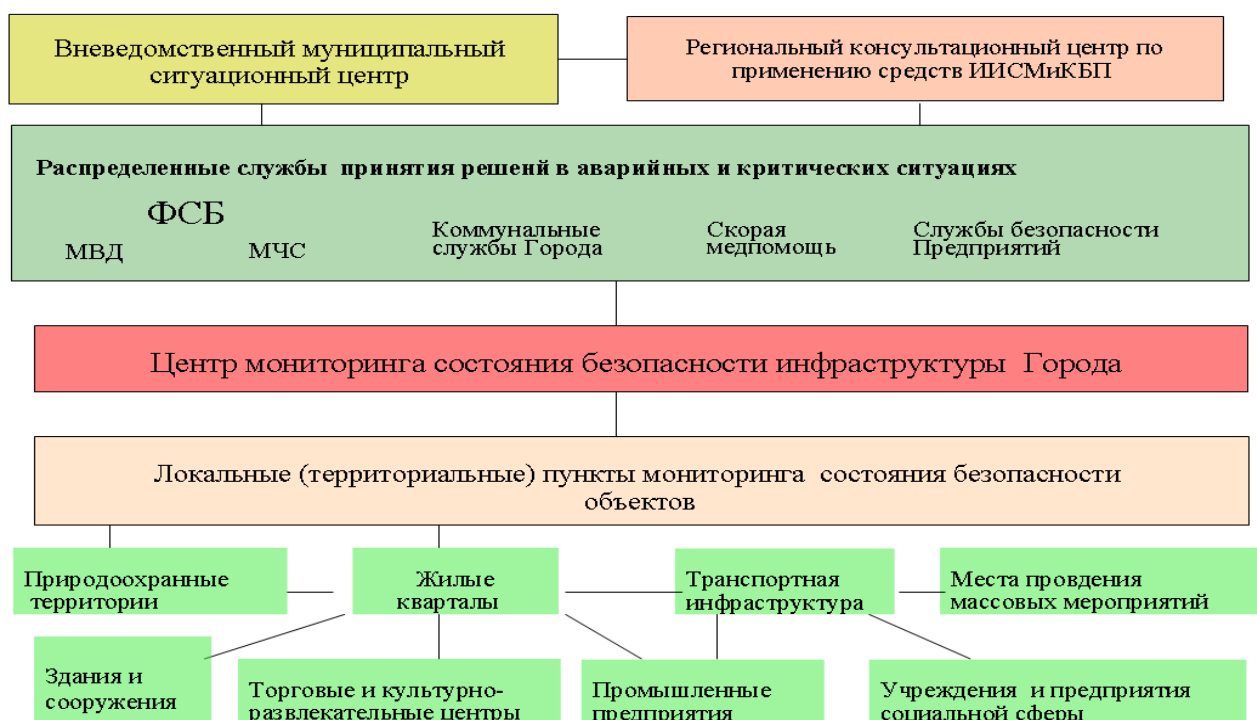 Вневедомственный муниципальный
ситуационный центр
Региональный консультационный центр по
применению средств ИИСМиКБП
Распределенные службы принятия решенй в аварийных и критических ситуациях
ФСБ
МВД
МЧС
Коммунальные
службы Города
Скорая
медпомощь
Службы безопасности
Предприятий
Центр мониторинга состояния безопасности инфраструктуры Города
Локальные (территориальные) пункты мониторинга состояния безопасности
объектов
Природоохранные
территории
Жилые
кварталы
Транспортная
инфраструктура
Места провдения
массовых мероприятий
Здания и
сооружения
Торговые и культурно-
развлекательные центры
Промышленные
предприятия
Учреждения и предприятия
социальной сферы